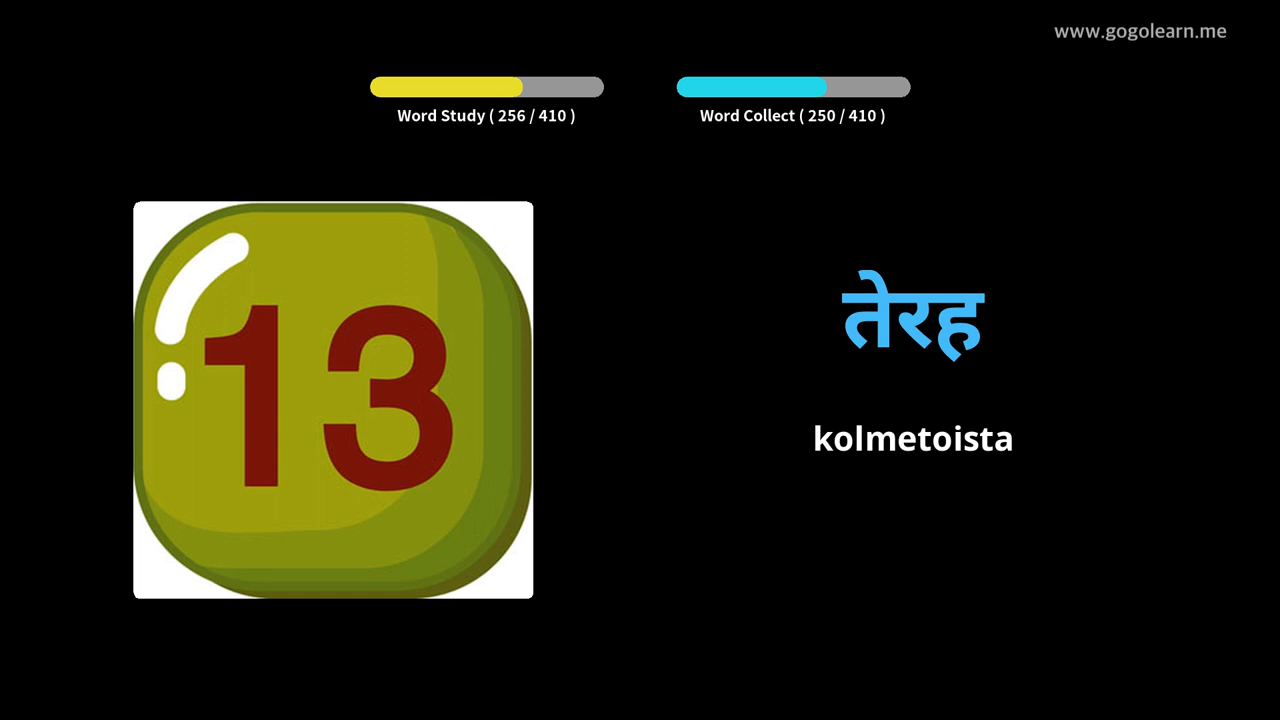 www.gogolearn.me
Word Study ( 256 / 410 )
Word Collect ( 250 / 410 )
13
तेरह
kolmetoista